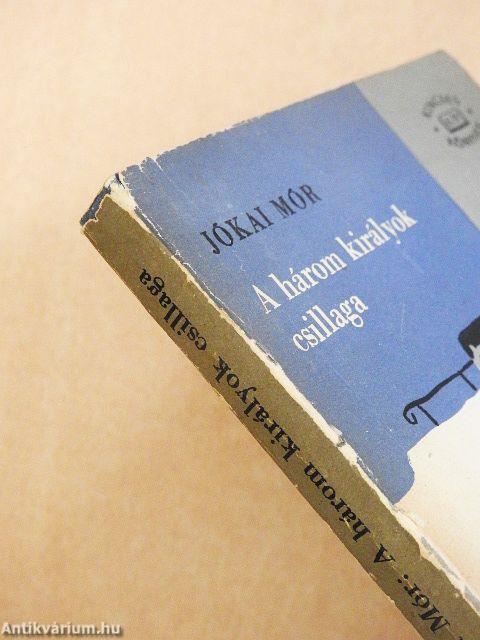 JÓKAI MÓR
A három királyok
csillaga
Mór: A három királyok csillaga
Antikvárium.hu